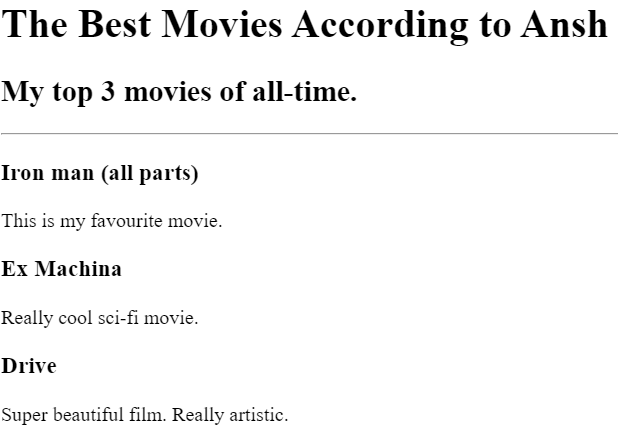 The Best Movies According to Ansh
My top 3 movies of all-time.
Iron man (all parts)
This is my favourite movie.
Ex Machina
Really cool sci-fi movie.
Drive
Super beautiful film. Really artistic.